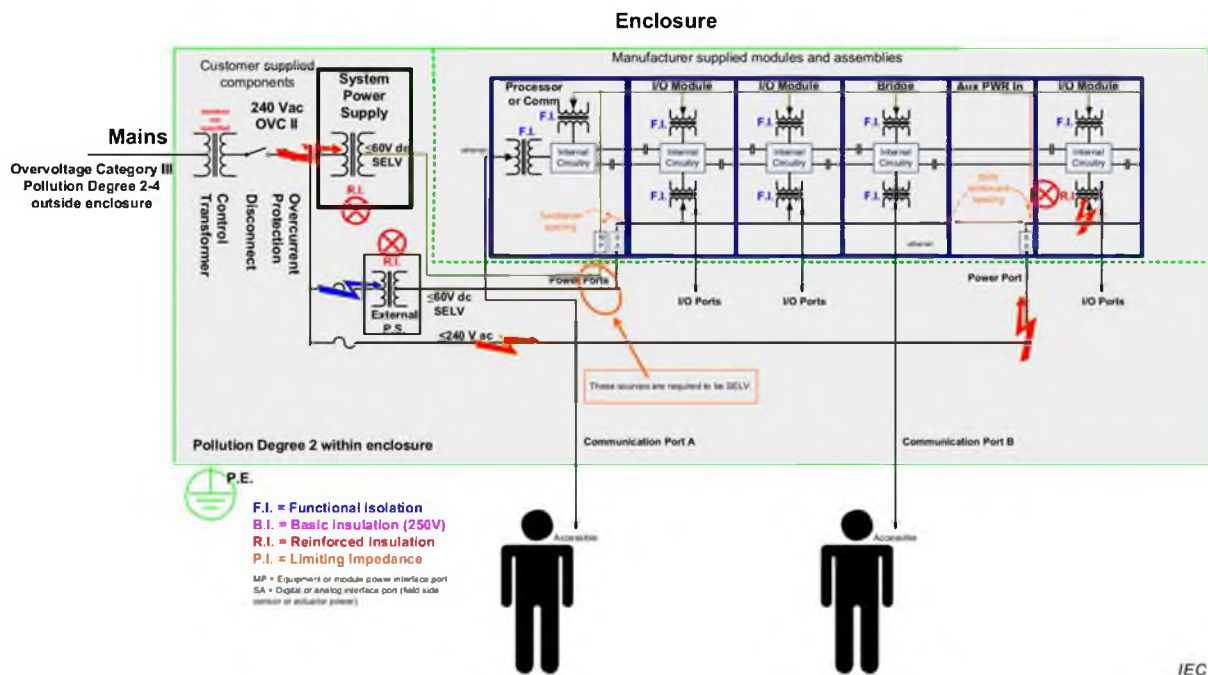 Enclosure
Customer supplied
components
Manufacturer supplied modules and assemblies
System
Power
Supply
240 Vac
OVC II
≤60V dc
SELV
R.I.
Mains
Overvoltage Category III
Pollution Degree 2-4
outside enclosure
Control
Transformer
Disconnect
Overcurrent
Protection
Processor
or Comm
I/O Module
I/O Module
Bridge
Aux PWR In
I/O Module
F.I.
F.I.
F.I.
F.I.
F.I.
Internal
Circuitry
Internal
Circuitry
Internal
Circuitry
Internal
Circuitry
Internal
Circuitry
F.I.
F.I.
F.I.
R.I.
ethernet
ethernet
R.I.
External
P.S.
≤60V dc
SELV
≤240 V ac
Power Ports
I/O Ports
I/O Ports
Power Port
I/O Ports
These sources are required to be SELV
Pollution Degree 2 within enclosure
Communication Port A
Communication Port B
P.E.
F.I. = Functional isolation
B.I. = Basic insulation (250V)
R.I. = Reinforced insulation
P.I. = Limiting Impedance
MP = Equipment or module power interface port
SA = Digital or analog interface port (field side
sensor or actuator power)
Accessible
Accessible
IEC